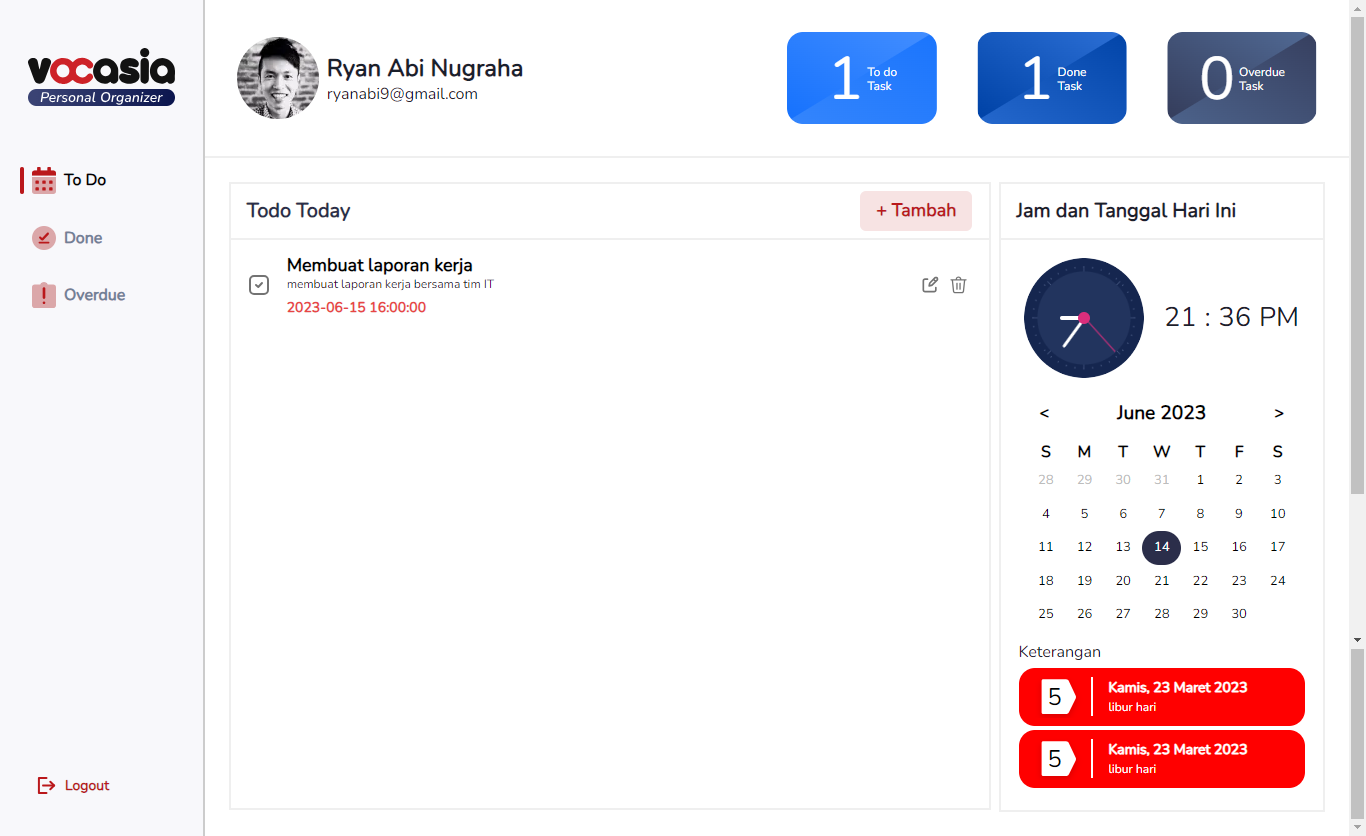 vocasia
Personal Organizer
To Do
Done
Overdue
Logout
Ryan Abi Nugraha
ryanabi9@gmail.com
1 To do Task
1 Done Task
0 Overdue Task
Todo Today
+ Tambah
Membuat laporan kerja
membuat laporan kerja bersama tim IT
2023-06-15 16:00:00
Jam dan Tanggal Hari Ini
21 : 36 PM
< June 2023 >
S M T W T F S
28 29 30 31 1 2 3
4 5 6 7 8 9 10
11 12 13 14 15 16 17
18 19 20 21 22 23 24
25 26 27 28 29 30
Keterangan
5
Kamis, 23 Maret 2023
libur hari
5
Kamis, 23 Maret 2023
libur hari